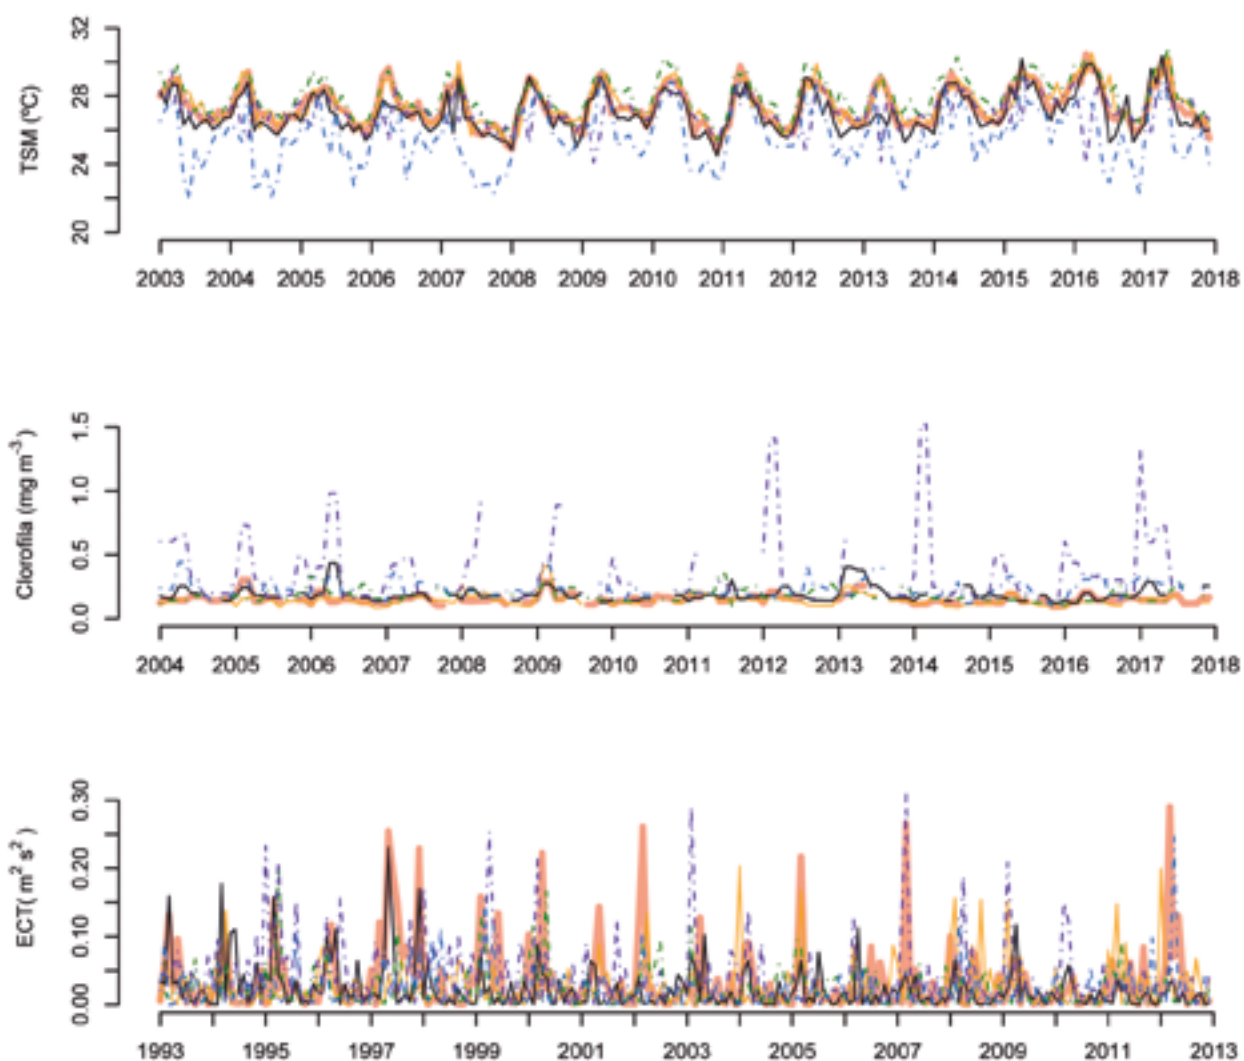 TSM (ºC)
32
28
24
20
2003 2004 2005 2006 2007 2008 2009 2010 2011 2012 2013 2014 2015 2016 2017 2018
Clorofila (mg m⁻³)
1.5
1.0
0.5
0.0
2004 2005 2006 2007 2008 2009 2010 2011 2012 2013 2014 2015 2016 2017 2018
ECT( m² s²)
0.30
0.20
0.10
0.00
1993 1995 1997 1999 2001 2003 2005 2007 2009 2011 2013